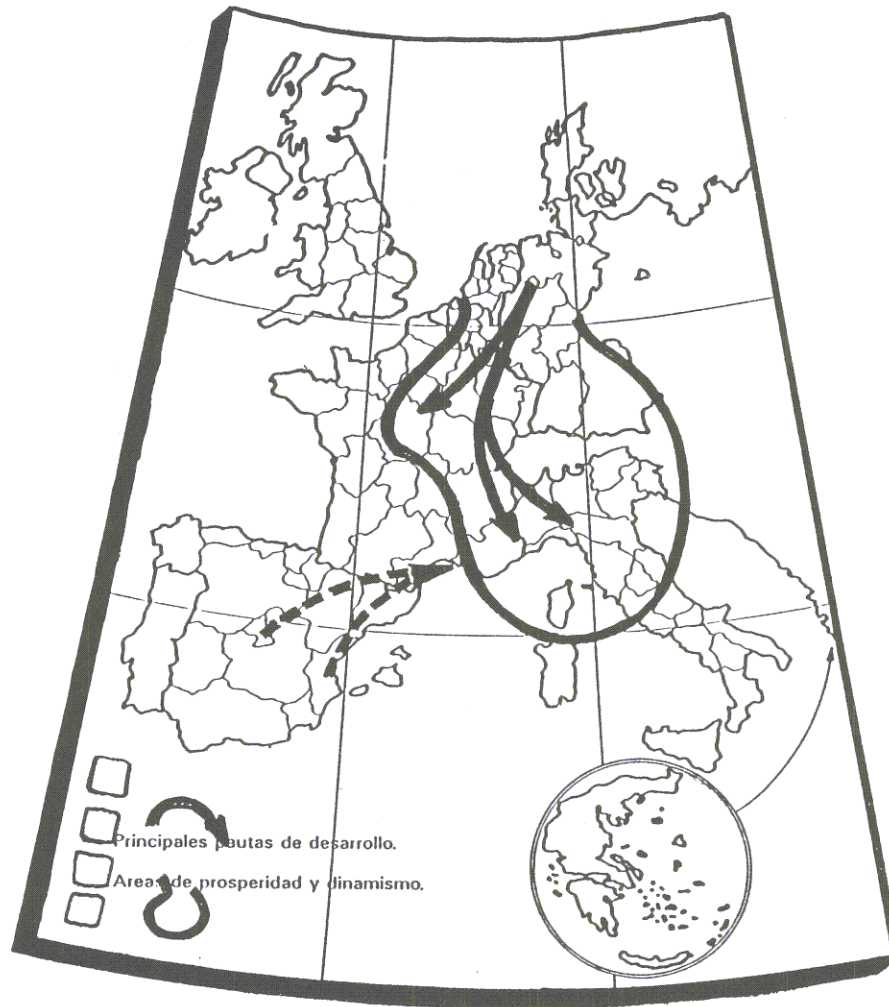 Principales pautas de desarrollo.
Areas de prosperidad y dinamismo.